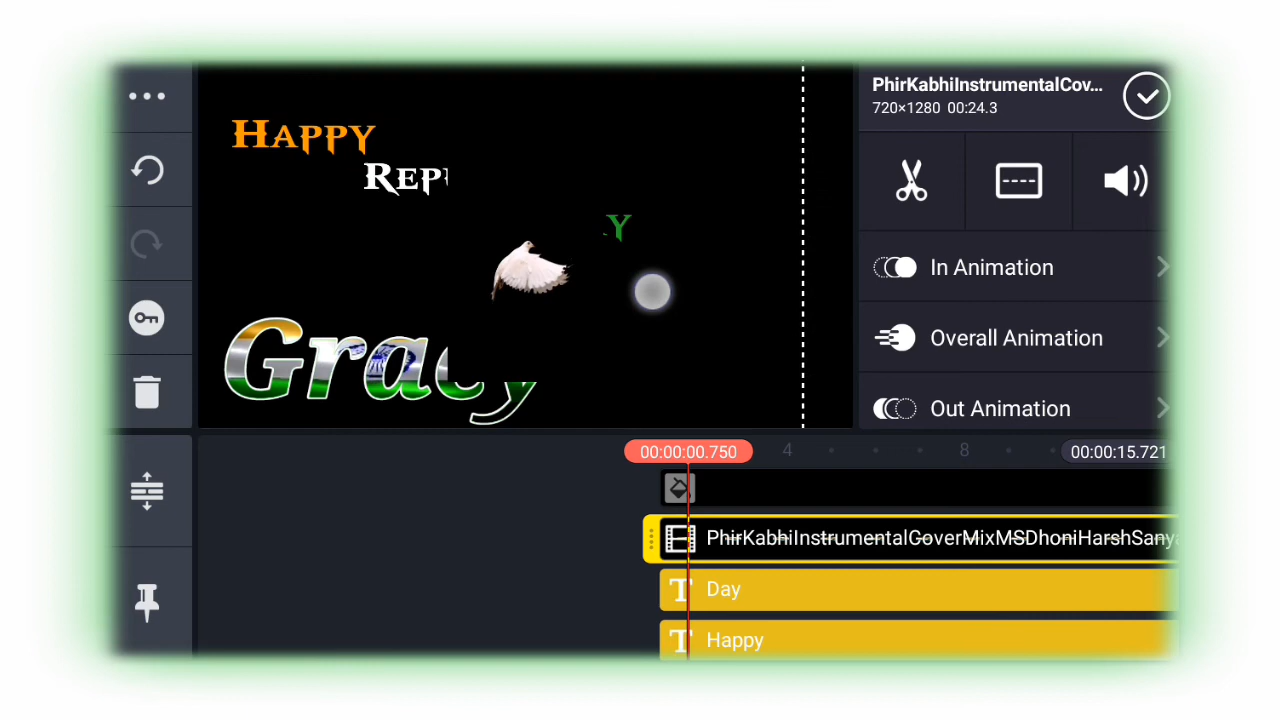 PhirKabhiInstrumentalCov...
720×1280 00:24.3
HAPPY
REP
Y
Gracy
In Animation
Overall Animation
Out Animation
00:00:00.750
4
8
00:00:15.721
PhirKabhiInstrumentalCoverMixMSDhoniHarshSanya
T Day
T Happy